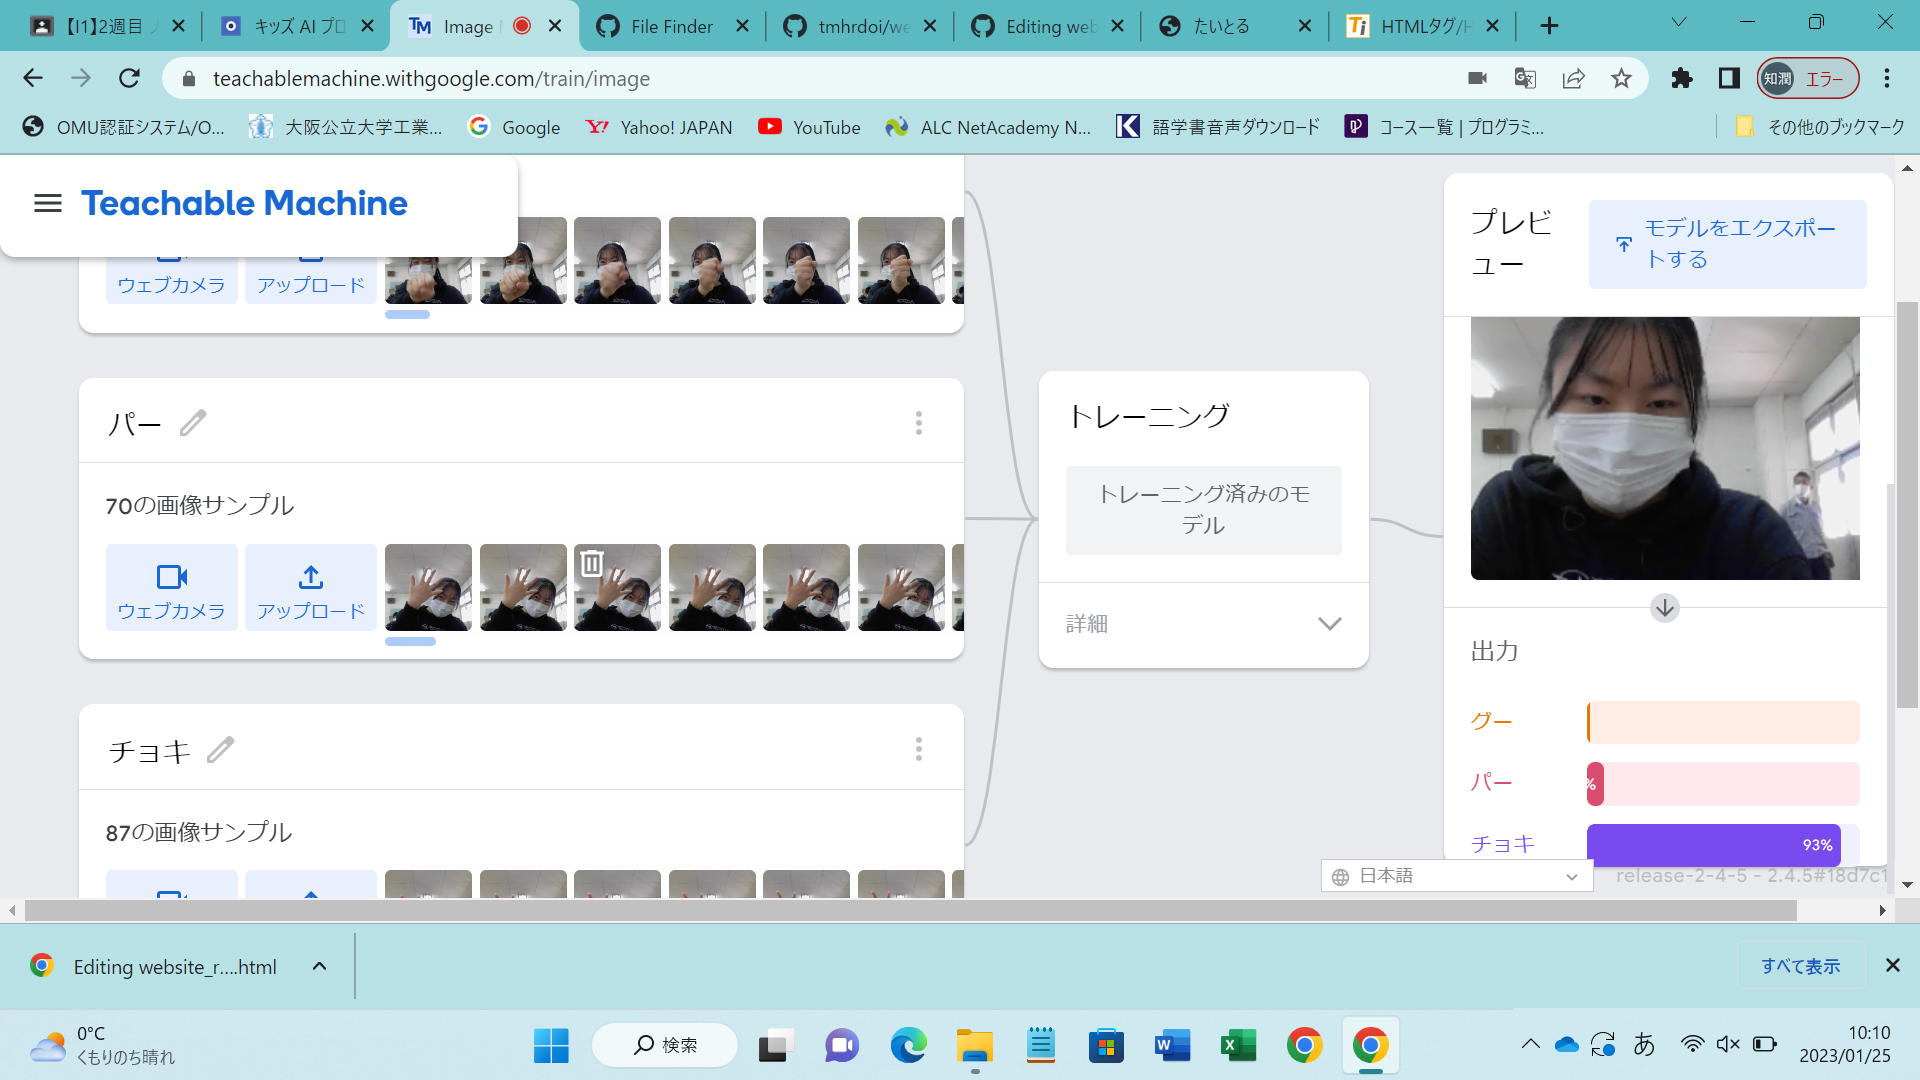 【I1】2週目
キッズ AI プロ
Image
File Finder
tmhrdoi/we
Editing web
たいとる
HTMLタグ/H
teachablemachine.withgoogle.com/train/image
知潤
エラー
OMU認証システム/O...
大阪公立大学工業...
Google
Yahoo! JAPAN
YouTube
ALC NetAcademy N...
語学書音声ダウンロード
コース一覧 | プログラミ...
その他のブックマーク
Teachable Machine
ウェブカメラ
アップロード
パー
70の画像サンプル
ウェブカメラ
アップロード
チョキ
87の画像サンプル
トレーニング
トレーニング済みのモ
デル
詳細
プレビ
ュー
モデルをエクスポー
トする
出力
グー
パー
%
チョキ
93%
日本語
release-2-4-5 - 2.4.5#18d7c1
Editing website_r....html
すべて表示
0°C
くもりのち晴れ
検索
あ
10:10
2023/01/25